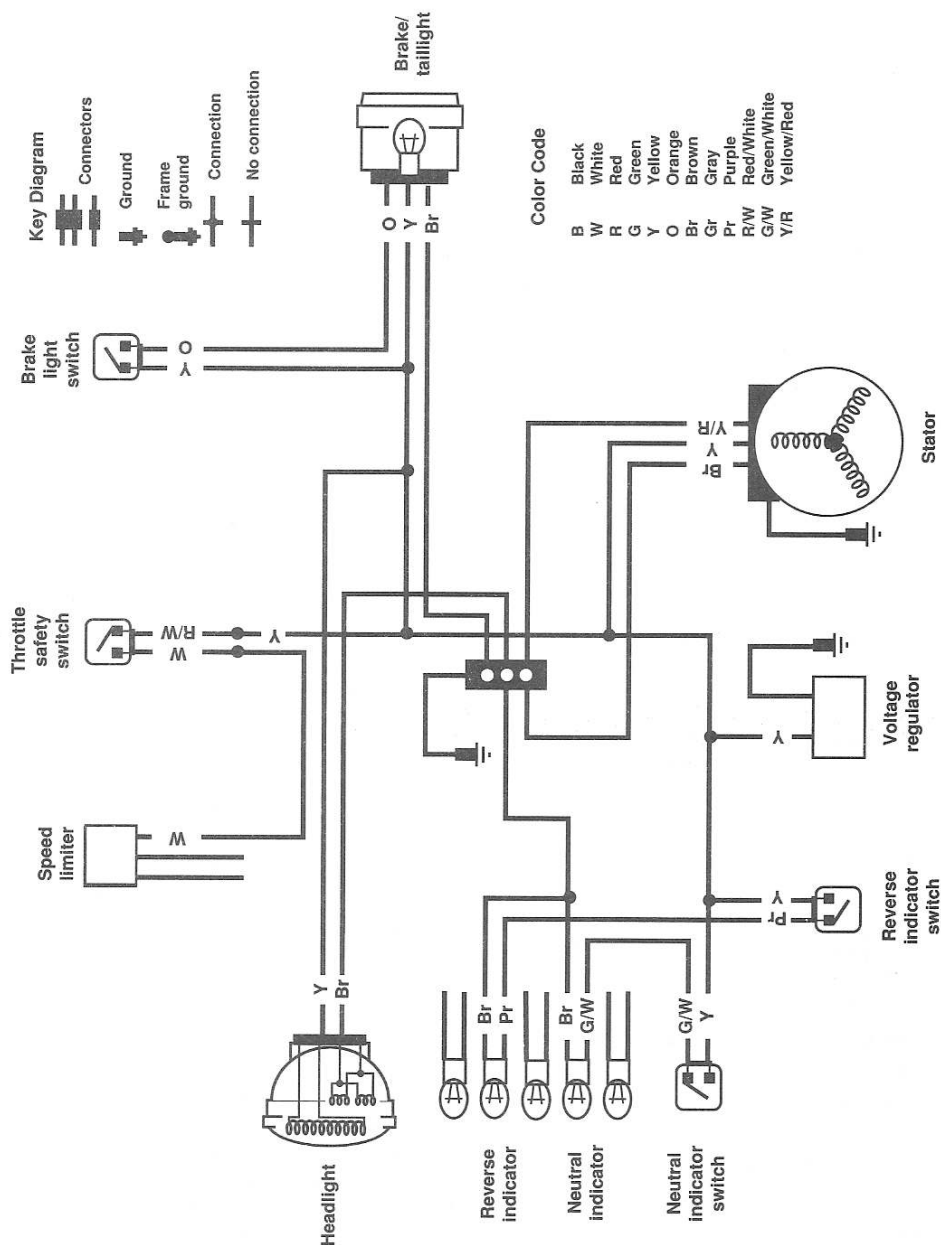 Speed
limiter
W
Throttle
safety
switch
W
R/W
Y
Brake
light
switch
Y
O
Key Diagram
Connectors
Ground
Frame
ground
Connection
No connection
Headlight
Y
Br
O
Y
Br
Brake/
taillight
Reverse
indicator
Br
Pr
Neutral
indicator
Br
G/W
Neutral
indicator
switch
G/W
Y
Reverse
indicator
switch
Pr
Y
Voltage
regulator
Y
Stator
Br
Y
Y/R
Color Code
B Black
W White
R Red
G Green
Y Yellow
O Orange
Br Brown
Gr Gray
Pr Purple
R/W Red/White
G/W Green/White
Y/R Yellow/Red